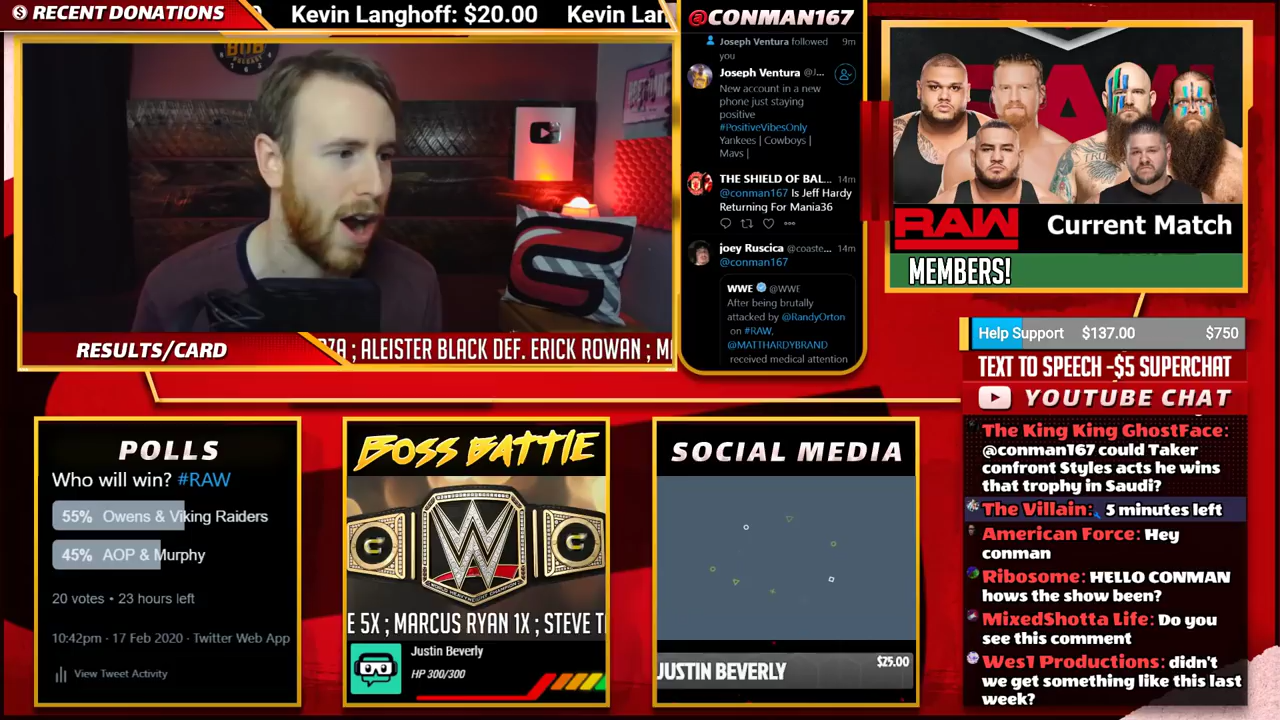 RECENT DONATIONS
Kevin Langhoff: $20.00
Kevin Lan
@CONMAN167
Joseph Ventura followed you
9m
Joseph Ventura @J...
New account in a new
phone just staying
positive
#PositiveVibesOnly
Yankees | Cowboys |
Mavs |
THE SHIELD OF BAL...
14m
@conman167 Is Jeff Hardy
Returning For Mania36
joey Ruscica @coaste...
14m
@conman167
WWE @WWE
After being brutally
attacked by @RandyOrton
on #RAW,
@MATTHARDYBRAND
received medical attention
RAW
Current Match
MEMBERS!
RESULTS/CARD
ZA ; ALEISTER BLACK DEF. ERICK ROWAN ; M
Help Support $137.00 $750
TEXT TO SPEECH -$5 SUPERCHAT
YOUTUBE CHAT
The King King GhostFace:
@conman167 could Taker
confront Styles acts he wins
that trophy in Saudi?
The Villain: 5 minutes left
American Force: Hey
conman
Ribosome: HELLO CONMAN
hows the show been?
MixedShotta Life: Do you
see this comment
Wes1 Productions: didn't
we get something like this last
week?
POLLS
Who will win? #RAW
55% Owens & Viking Raiders
45% AOP & Murphy
20 votes • 23 hours left
10:42pm · 17 Feb 2020 · Twitter Web App
View Tweet Activity
BOSS BATTLE
E 5X ; MARCUS RYAN 1X ; STEVE T
Justin Beverly
HP 300/300
SOCIAL MEDIA
JUSTIN BEVERLY
$25.00